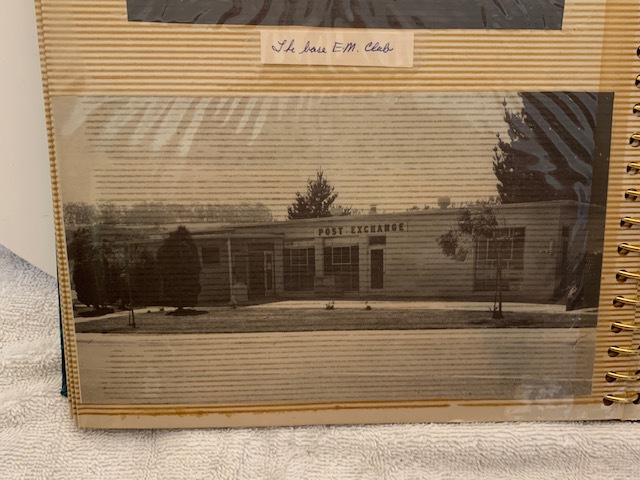 The base E.M. Club
POST EXCHANGE